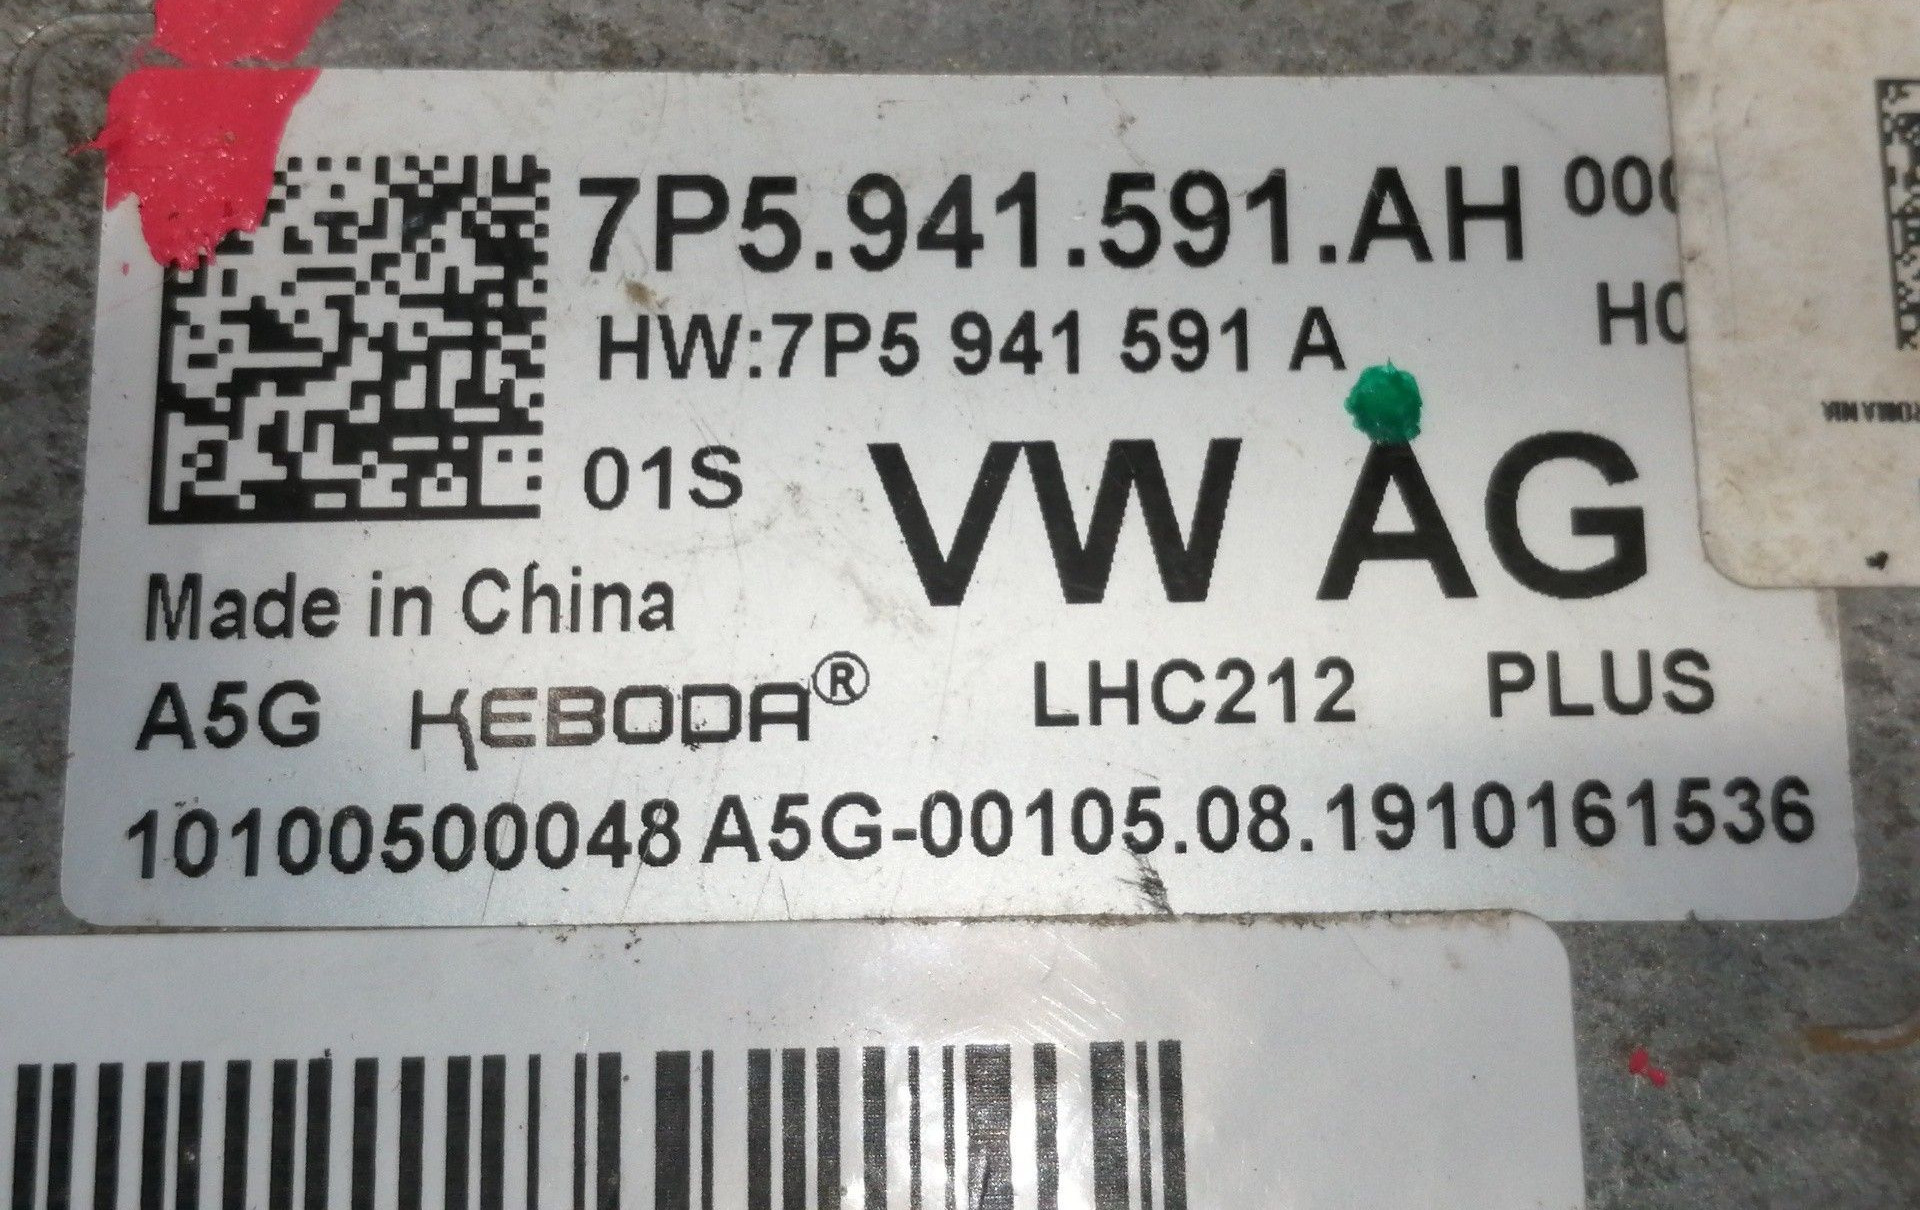 7P5.941.591.AH 000
HW:7P5 941 591 A
01S VW AG
Made in China
A5G KEBODA® LHC212 PLUS
10100500048 A5G-00105.08.1910161536